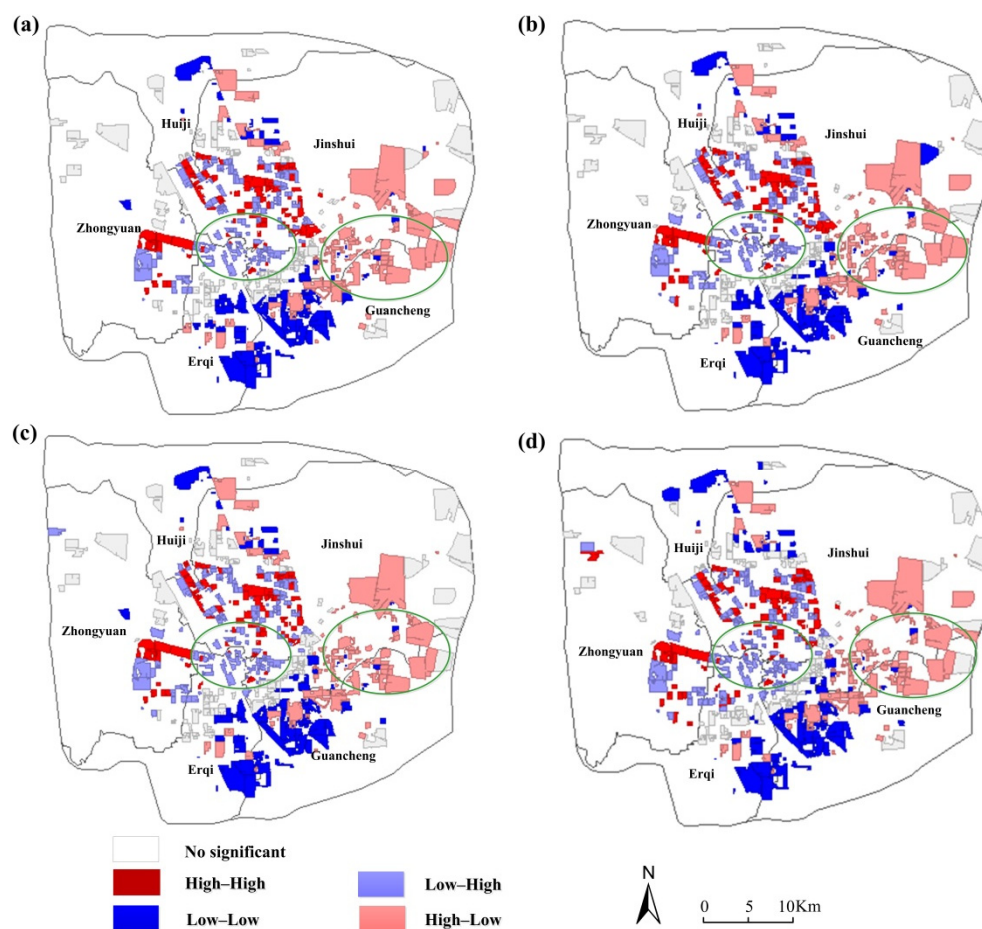 (a)
Huiji
Jinshui
Zhongyuan
Guancheng
Erqi
(b)
Huiji
Jinshui
Zhongyuan
Guancheng
Erqi
(c)
Huiji
Jinshui
Zhongyuan
Guancheng
Erqi
(d)
Huiji
Jinshui
Zhongyuan
Guancheng
Erqi
No significant
High–High
Low–High
Low–Low
High–Low
N
0 5 10Km